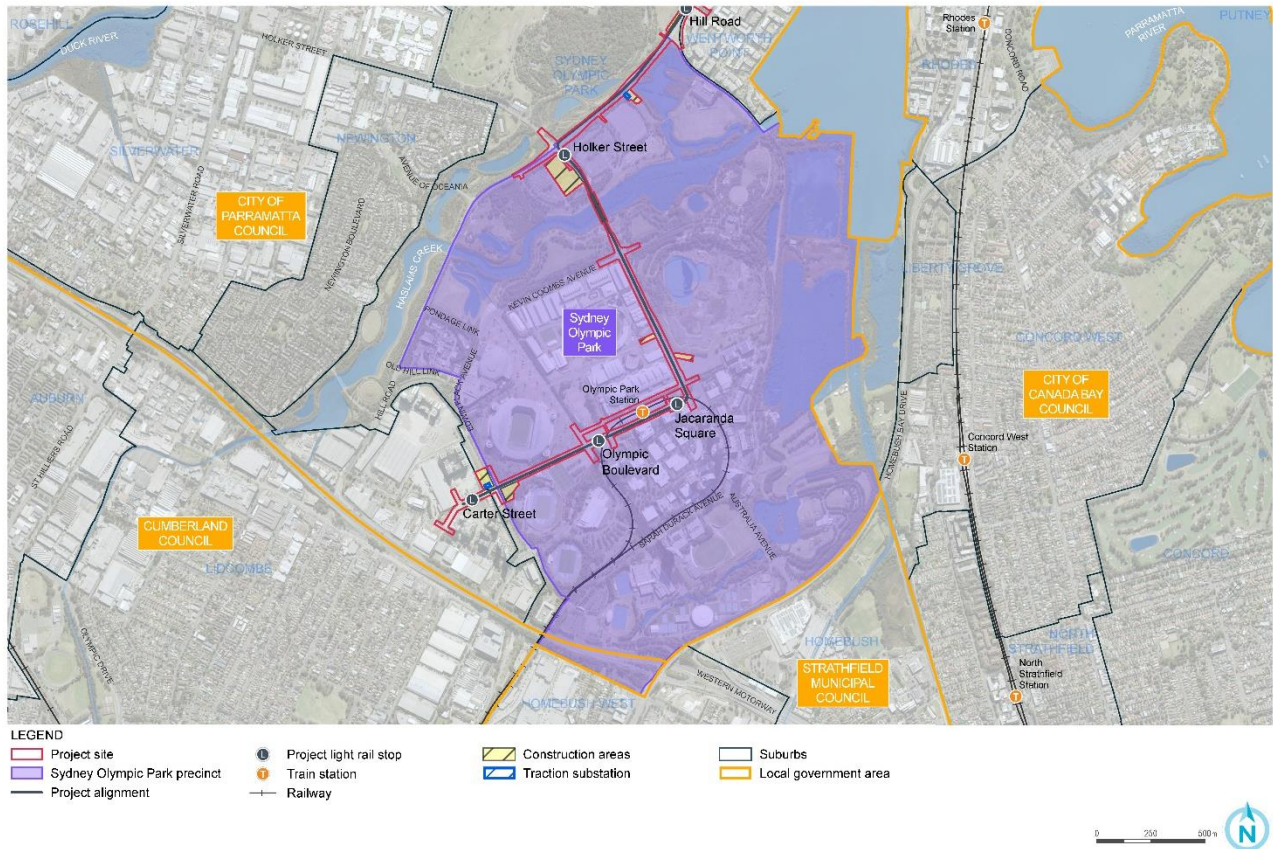 ROSEHILL
DUCK RIVER
HOLKER STREET
Hill Road
WENTWORTH
POINT
SYDNEY
OLYMPIC
PARK
Rhodes
Station
CONCORD ROAD
PARRAMATTA
RIVER
PUTNEY
RHODES
SILVERWATER
NEWINGTON
Holker Street
AVENUE OF OCEANIA
SILVERWATER ROAD
CITY OF
PARRAMATTA
COUNCIL
NEWINGTON BOULEVARD
HASLAMS CREEK
KEVIN COOMBS AVENUE
LIBERTY GROVE
PONDAGE LINK
Sydney
Olympic
Park
CONCORD WEST
OLD HILL LINK
EDWIN FLACK AVENUE
HILL ROAD
AUBURN
Olympic Park
Station
Jacaranda
Square
CITY OF
CANADA BAY
COUNCIL
HOMEBUSH BAY DRIVE
Concord West
Station
ST HILLIERS ROAD
Olympic
Boulevard
Carter Street
SARAH DURACK AVENUE
AUSTRALIA AVENUE
CUMBERLAND
COUNCIL
LIDCOMBE
CONCORD
OLYMPIC DRIVE
HOMEBUSH
NORTH
STRATHFIELD
STRATHFIELD
MUNICIPAL
COUNCIL
North
Strathfield
Station
WESTERN MOTORWAY
HOMEBUSH WEST
LEGEND
Project site
Project light rail stop
Construction areas
Suburbs
Sydney Olympic Park precinct
Train station
Traction substation
Local government area
Project alignment
Railway
0 250 500m
N